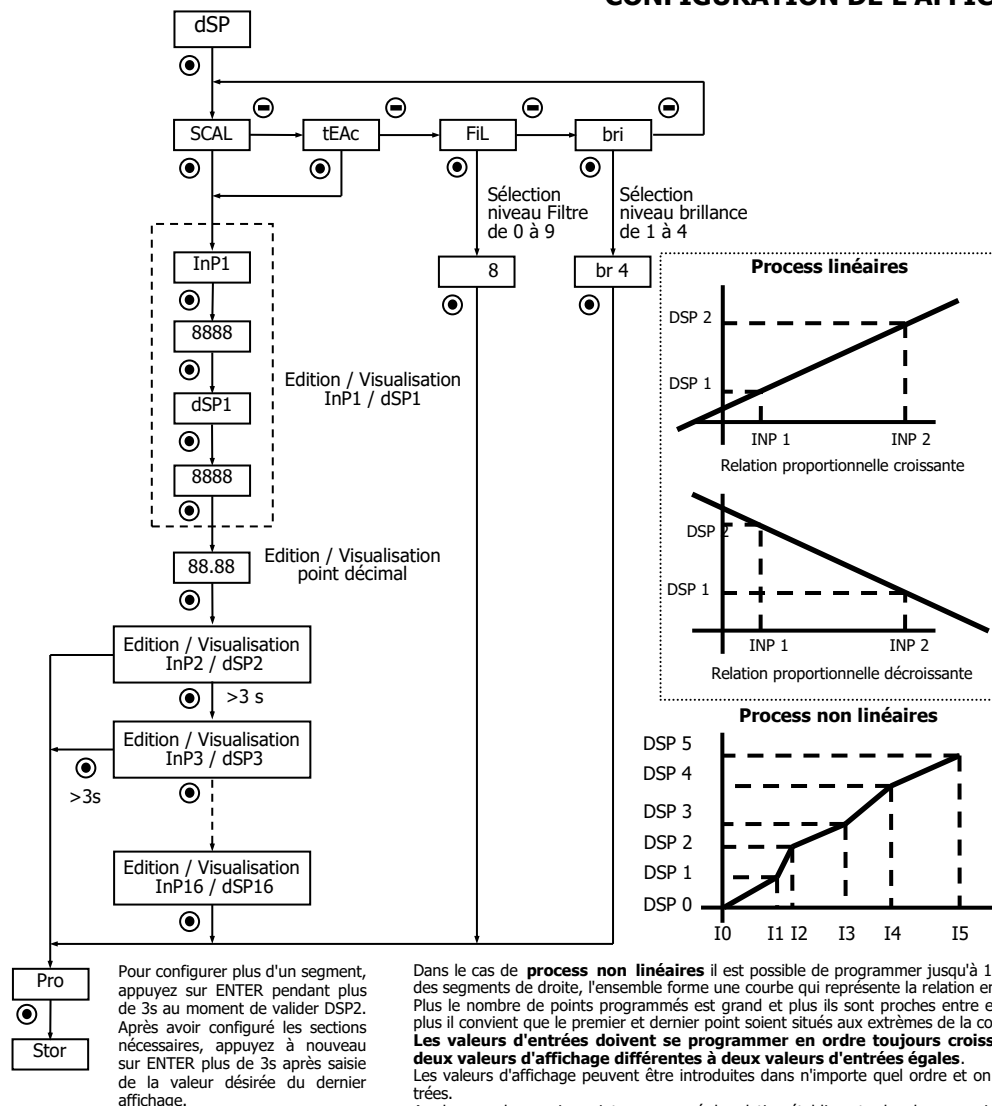 dSP
SCAL
tEAc
FiL
bri
Sélection
niveau Filtre
de 0 à 9
Sélection
niveau brillance
de 1 à 4
InP1
8
br 4
8888
dSP1
8888
Edition / Visualisation
InP1 / dSP1
88.88
Edition / Visualisation
point décimal
Edition / Visualisation
InP2 / dSP2
>3 s
Edition / Visualisation
InP3 / dSP3
>3s
Edition / Visualisation
InP16 / dSP16
Pro
Stor
Process linéaires
DSP 2
DSP 1
INP 1 INP 2
Relation proportionnelle croissante
DSP 2
DSP 1
INP 1 INP 2
Relation proportionnelle décroissante
Process non linéaires
DSP 5
DSP 4
DSP 3
DSP 2
DSP 1
DSP 0
I0 I1 I2 I3 I4 I5
Pour configurer plus d'un segment,
appuyez sur ENTER pendant plus
de 3s au moment de valider DSP2.
Après avoir configuré les sections
nécessaires, appuyez à nouveau
sur ENTER plus de 3s après saisie
de la valeur désirée du dernier
affichage.
Dans le cas de process non linéaires il est possible de programmer jusqu'à
des segments de droite, l'ensemble forme une courbe qui représente la relation
Plus le nombre de points programmés est grand et plus ils sont proches entre
plus il convient que le premier et dernier point soient situés aux extrèmes de la
Les valeurs d'entrées doivent se programmer en ordre toujours
deux valeurs d'affichage différentes à deux valeurs d'entrées égales.
Les valeurs d'affichage peuvent être introduites dans n'importe quel ordre et
trées.